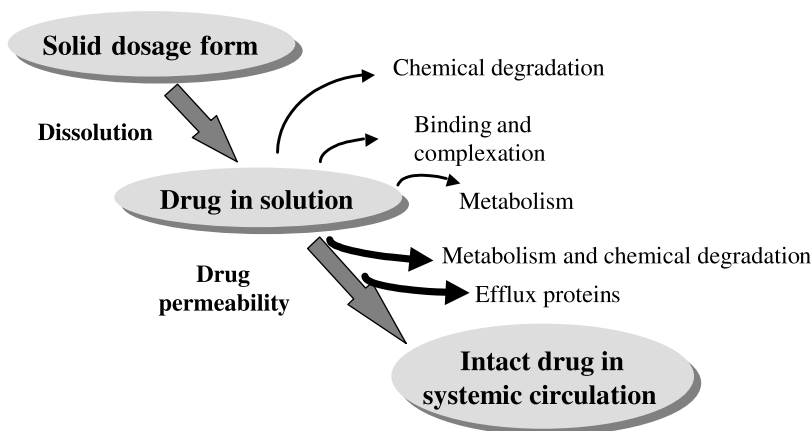 Solid dosage form
Chemical degradation
Dissolution
Binding and
complexation
Drug in solution
Metabolism
Metabolism and chemical degradation
Drug
permeability
Efflux proteins
Intact drug in
systemic circulation